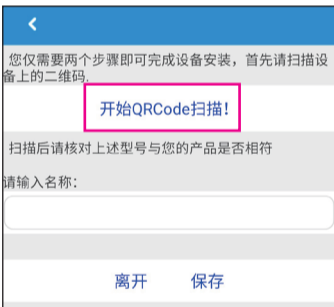 您仅需要两个步骤即可完成设备安装，首先请扫描设
备上的二维码.
开始QRCode扫描！
扫描后请核对上述型号与您的产品是否相符
请输入名称：
离开 保存